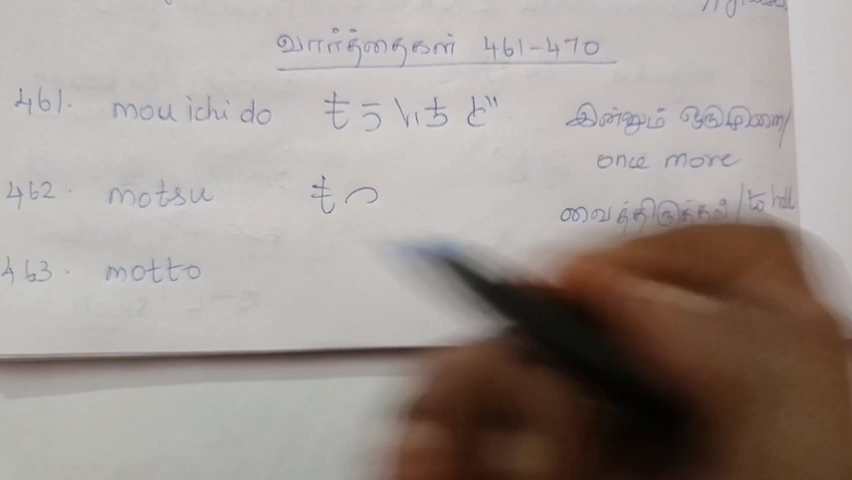 வார்த்தைகள் 461-470
461. mou ichi do もういちど இன்னும் ஒருமுறை/
once more
462. motsu もつ வைத்திருத்தல்/to hold
463. motto